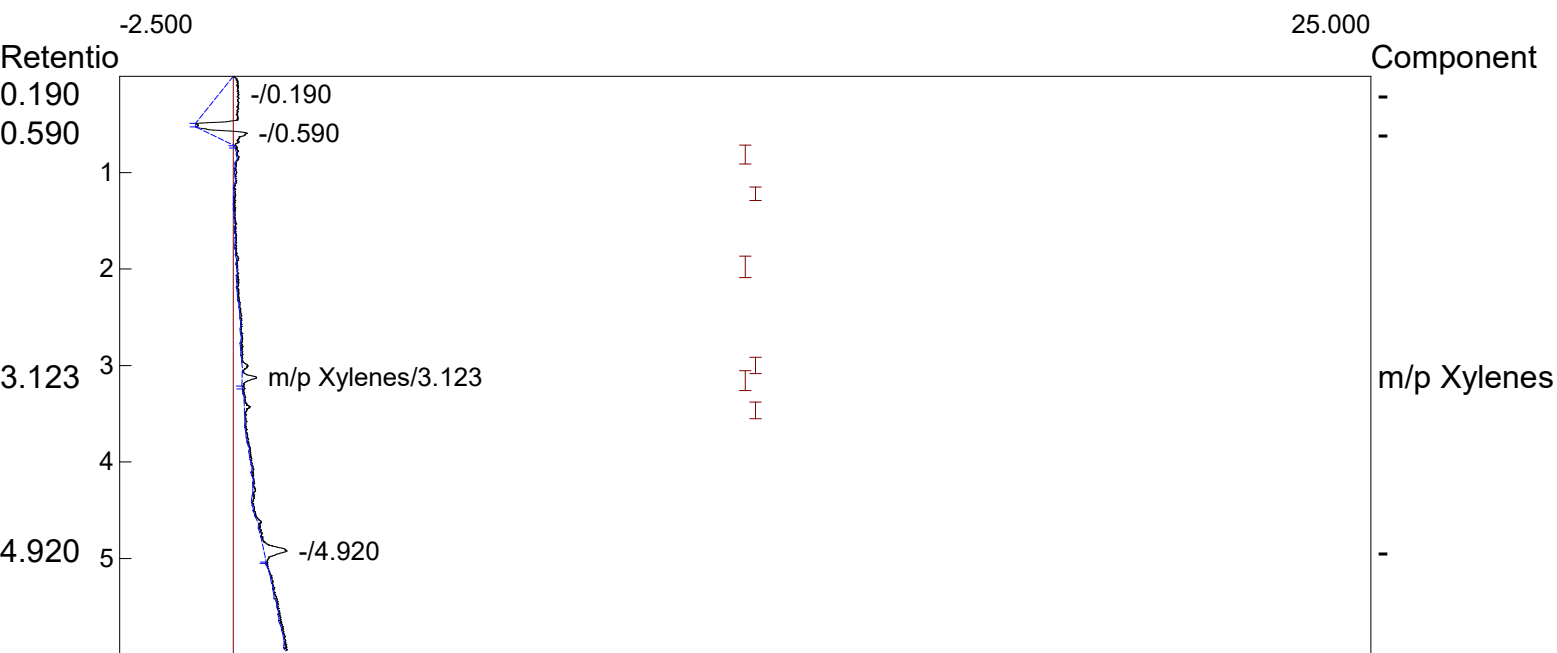 -2.500 25.000
Retentio Component
0.190 -/0.190 -
0.590 -/0.590 -
1
2
3
3.123 m/p Xylenes/3.123 m/p Xylenes
4
4.920 -/4.920 -
5